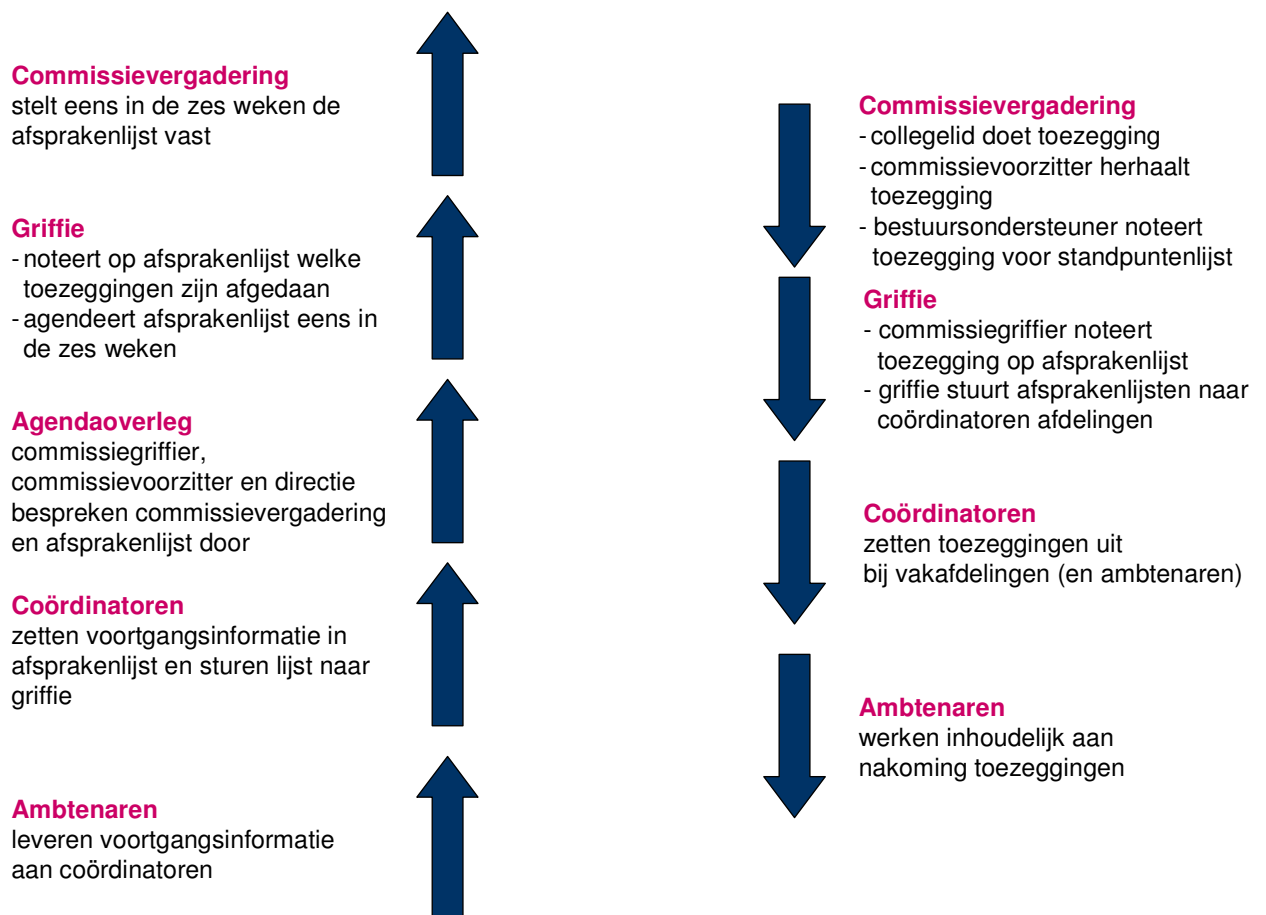 Commissievergadering
stelt eens in de zes weken de
afsprakenlijst vast
Griffie
- noteert op afsprakenlijst welke
toezeggingen zijn afgedaan
- agendeert afsprakenlijst eens in
de zes weken
Agendaoverleg
commissiegriffier,
commissievoorzitter en directie
bespreken commissievergadering
en afsprakenlijst door
Coördinatoren
zetten voortgangsinformatie in
afsprakenlijst en sturen lijst naar
griffie
Ambtenaren
leveren voortgangsinformatie
aan coördinatoren
Commissievergadering
- collegelid doet toezegging
- commissievoorzitter herhaalt
toezegging
- bestuursondersteuner noteert
toezegging voor standpuntenlijst
Griffie
- commissiegriffier noteert
toezegging op afsprakenlijst
- griffie stuurt afsprakenlijsten naar
coördinatoren afdelingen
Coördinatoren
zetten toezeggingen uit
bij vakafdelingen (en ambtenaren)
Ambtenaren
werken inhoudelijk aan
nakoming toezeggingen